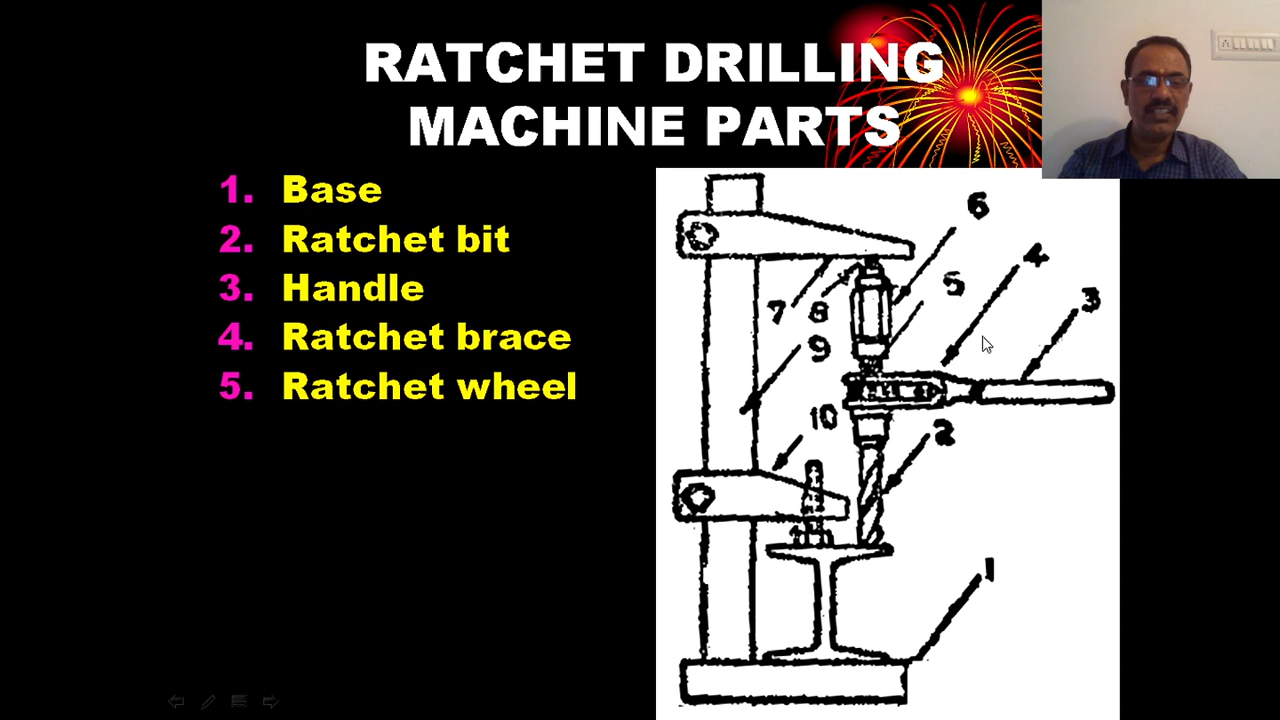 RATCHET DRILLING
MACHINE PARTS
1. Base
2. Ratchet bit
3. Handle
4. Ratchet brace
5. Ratchet wheel
6
4
5
3
7
8
9
10
2
1